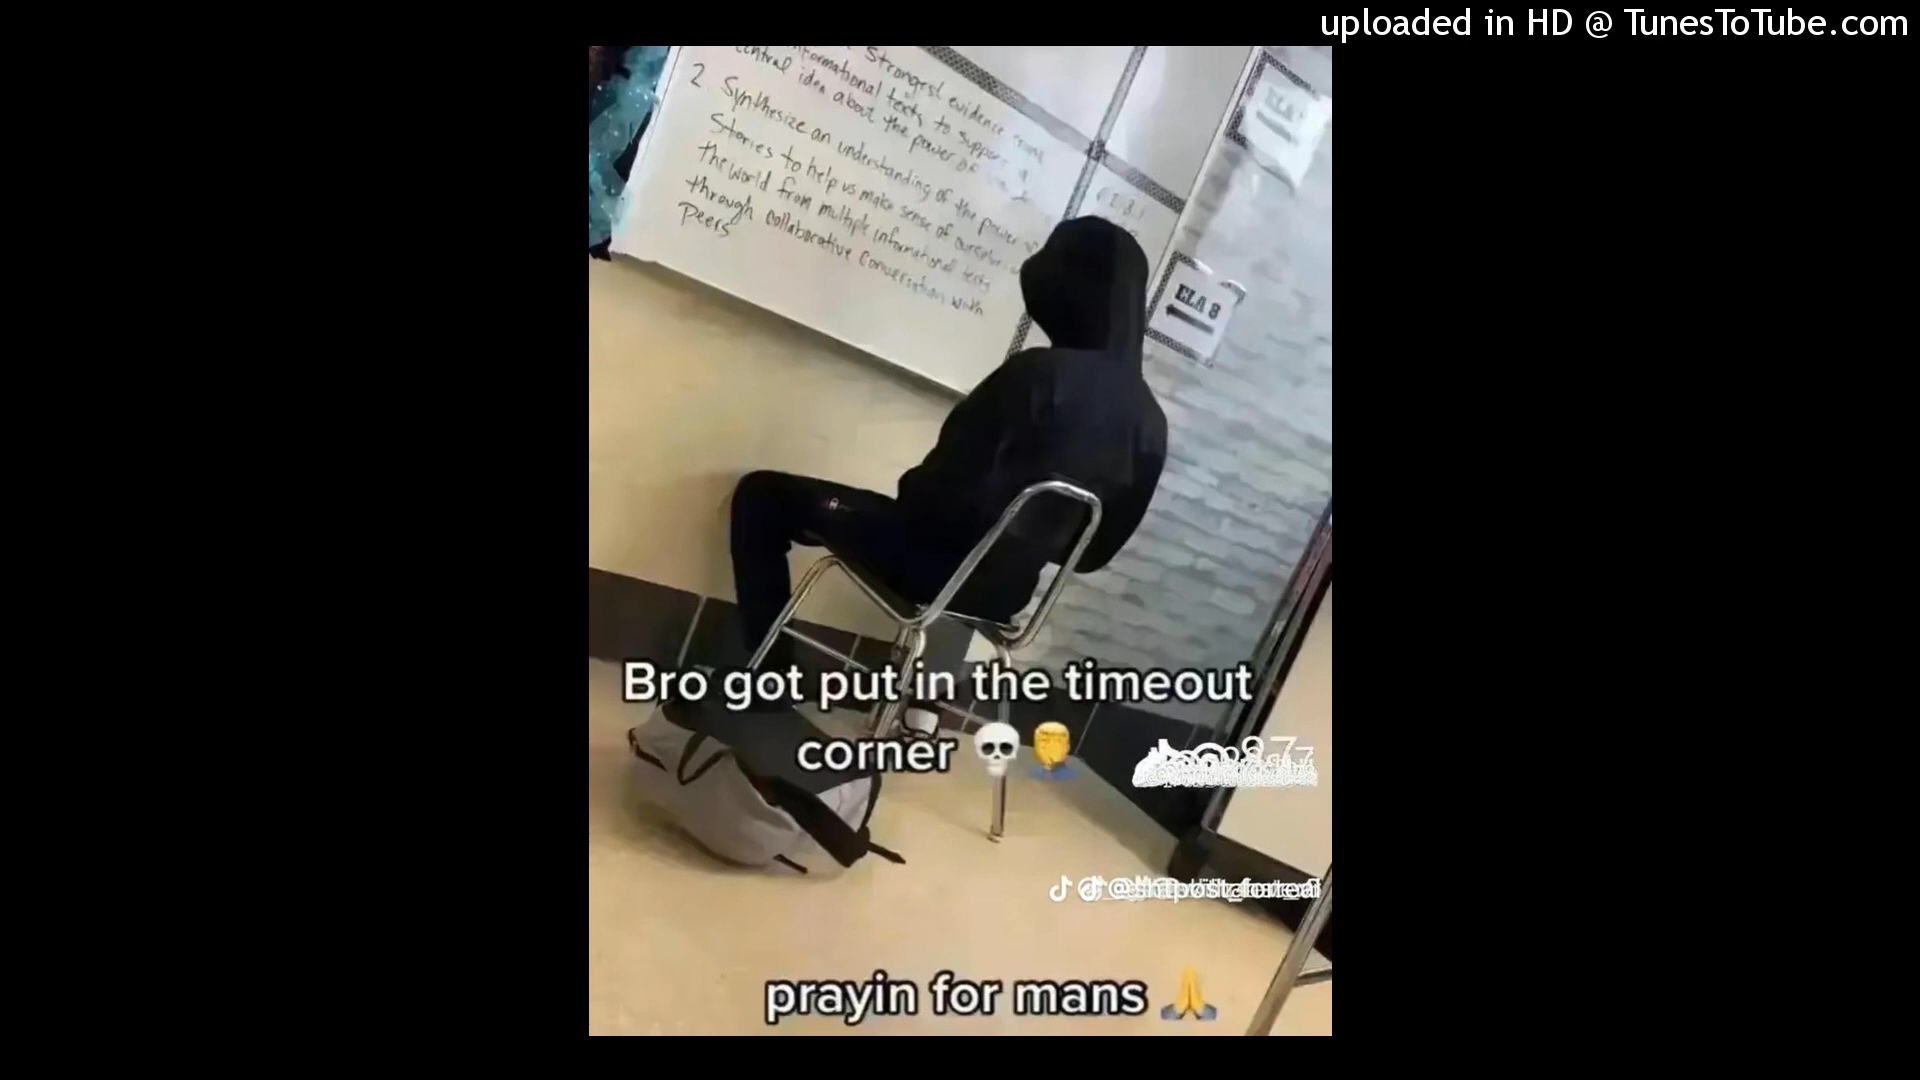 uploaded in HD @ TunesToTube.com
Strongest evidence from
informational texts to support a
central idea about the power of
2 Synthesize an understanding of the power of
Stories to help us make sense of ourselves
the world from multiple informational texts
through collaborative conversation with
Peers
ELA 8
Bro got put in the timeout
corner 💀🤦‍♂️
prayin for mans 🙏